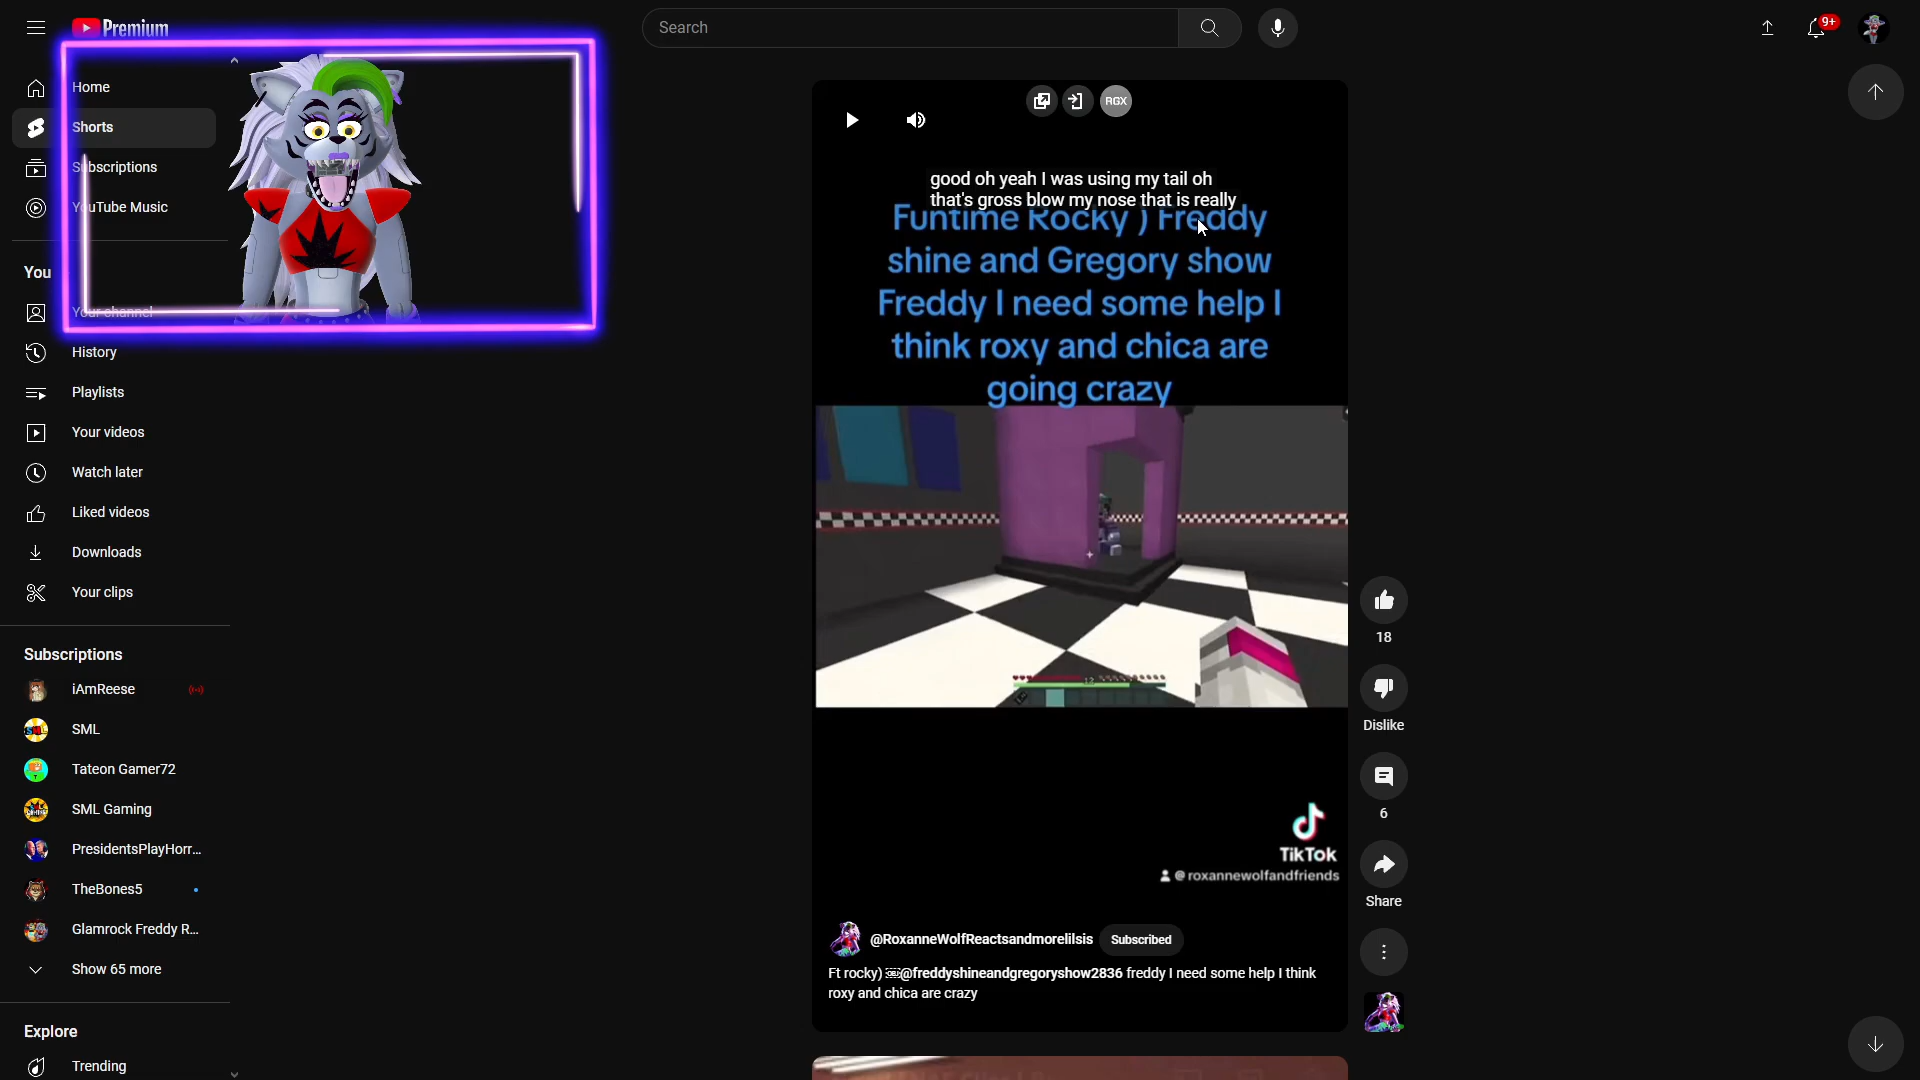 Premium
Search
9+
Home
Shorts
Subscriptions
YouTube Music
You
Your channel
History
Playlists
Your videos
Watch later
Liked videos
Downloads
Your clips
Subscriptions
iAmReese
SML
Tateon Gamer72
SML Gaming
PresidentsPlayHorr...
TheBones5
Glamrock Freddy R...
Show 65 more
Explore
Trending
RGX
good oh yeah I was using my tail oh
that's gross blow my nose that is really
Funtime Rocky ) Freddy
shine and Gregory show
Freddy I need some help I
think roxy and chica are
going crazy
12
TikTok
@roxannewolfandfriends
@RoxanneWolfReactsandmorelilsis
Subscribed
Ft rocky) ￼@freddyshineandgregoryshow2836 freddy I need some help I think
roxy and chica are crazy
18
Dislike
6
Share